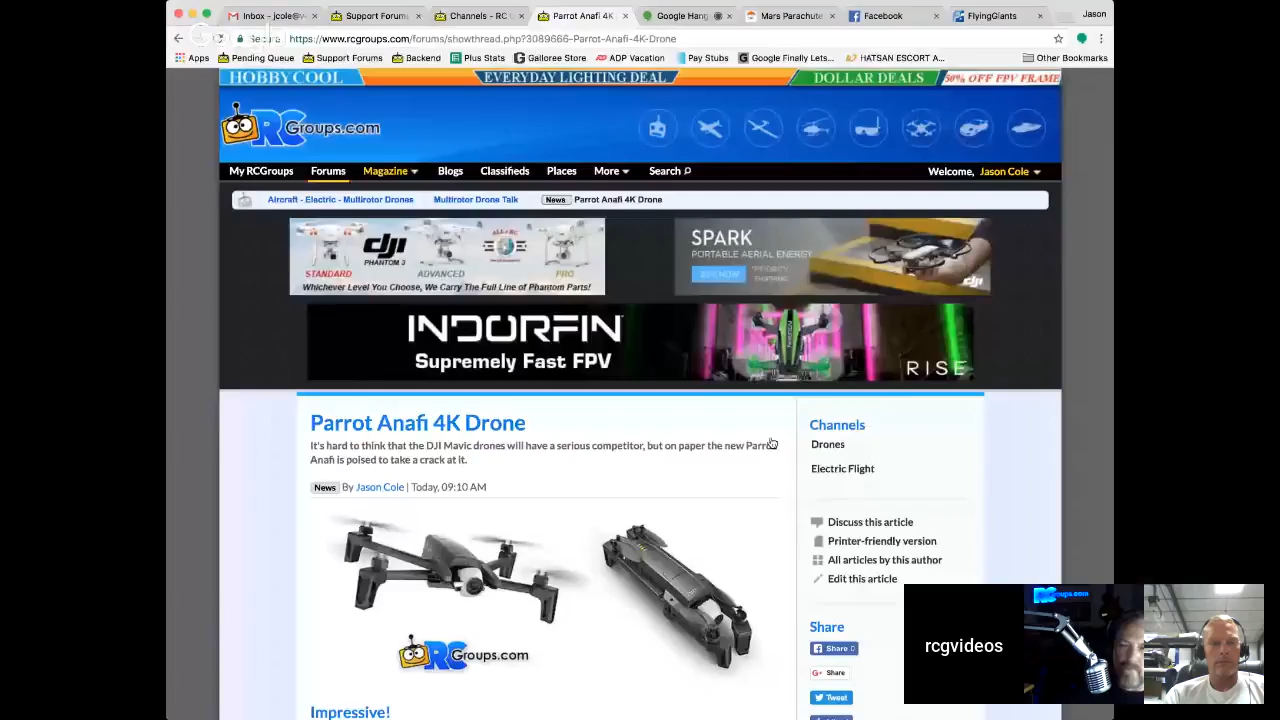 Inbox - jcole@v
Support Forums
Channels - RC
Parrot Anafi 4K
Google Hang
Mars Parachute
Facebook
FlyingGiants
Jason
Secure
https://www.rcgroups.com/forums/showthread.php?3089666-Parrot-Anafi-4K-Drone
Apps
Pending Queue
Support Forums
Backend
Plus Stats
Galloree Store
ADP Vacation
Pay Stubs
Google Finally Lets...
HATSAN ESCORT A...
Other Bookmarks
HOBBYCOOL
EVERYDAY LIGHTING DEAL
DOLLAR DEALS
50% OFF FPV FRAME
RCGroups.com
My RCGroups
Forums
Magazine
Blogs
Classifieds
Places
More
Search
Welcome, Jason Cole
Aircraft - Electric - Multirotor Drones
Multirotor Drone Talk
News
Parrot Anafi 4K Drone
dji
PHANTOM 3
STANDARD
ADVANCED
PRO
Whichever Level You Choose, We Carry The Full Line of Phantom Parts!
SPARK
PORTABLE AERIAL ENERGY
dji
INDORFIN
Supremely Fast FPV
RISE
Parrot Anafi 4K Drone
It's hard to think that the DJI Mavic drones will have a serious competitor, but on paper the new Parrot
Anafi is poised to take a crack at it.
News By Jason Cole | Today, 09:10 AM
RCGroups.com
Impressive!
Channels
Drones
Electric Flight
Discuss this article
Printer-friendly version
All articles by this author
Edit this article
Share
Share 0
G+ Share
Tweet
rcgvideos
RCGroups.com